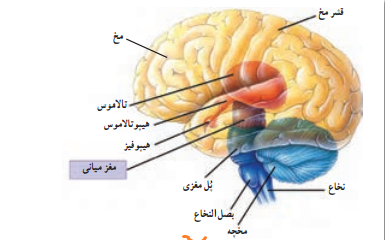 قشر مخ
مخ
تالاموس
هیپوتالاموس
هیپوفیز
مغز میانی
پُل مغزی
نخاع
بصل النخاع
مخچه